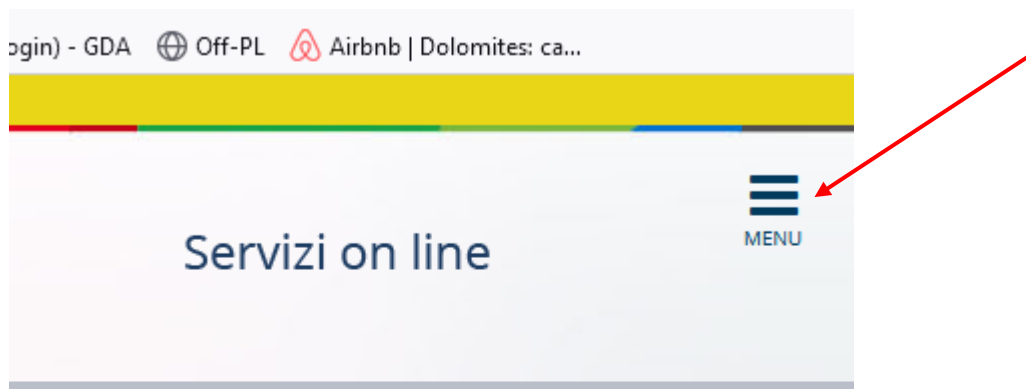 ogin) - GDA Off-PL Airbnb | Dolomites: ca...
MENU
Servizi on line